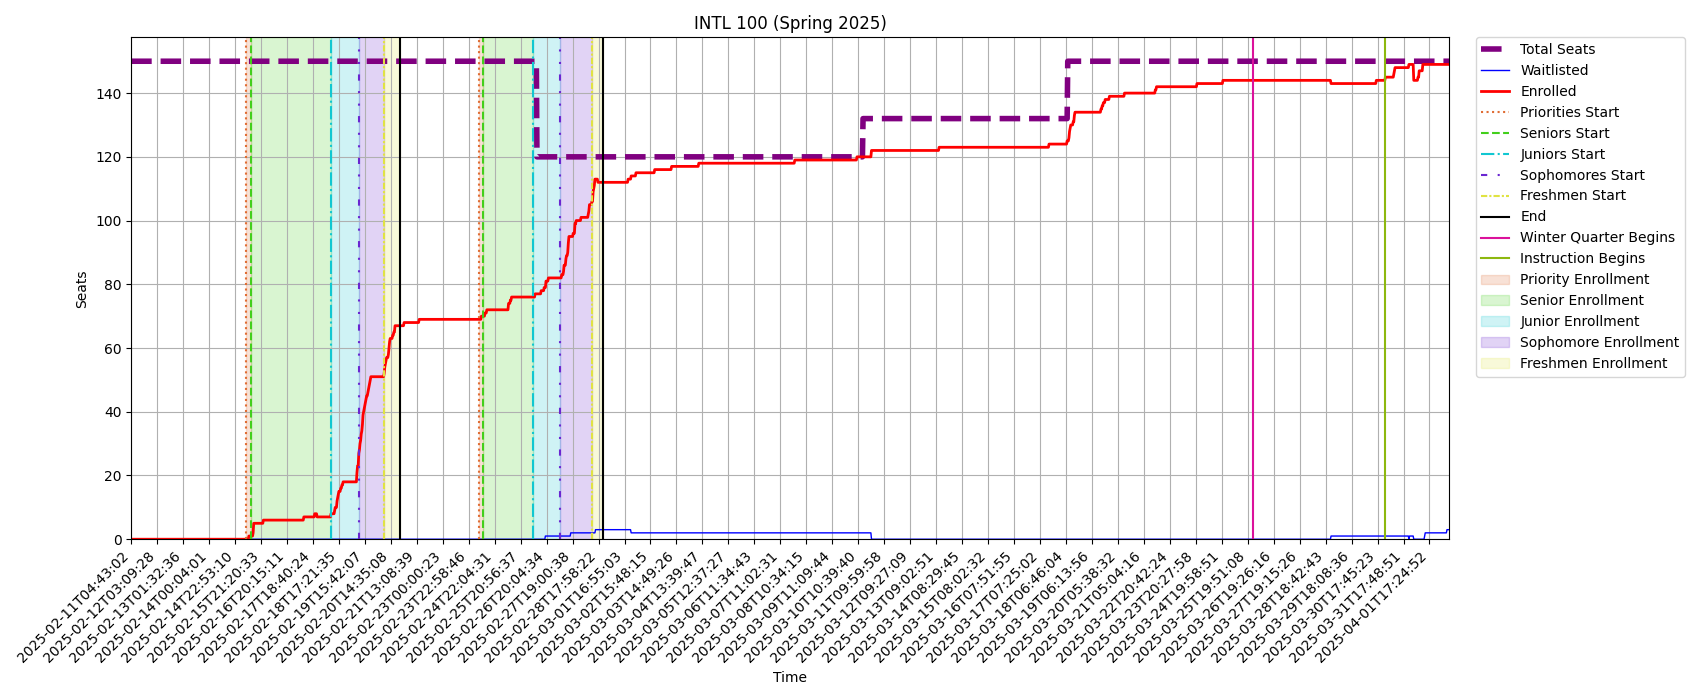 INTL 100 (Spring 2025)
Seats
140
120
100
80
60
40
20
0
2025-02-11T04:43:02
2025-02-12T03:09:28
2025-02-13T01:32:36
2025-02-14T00:04:01
2025-02-14T22:53:10
2025-02-15T21:20:33
2025-02-16T20:15:11
2025-02-17T18:40:24
2025-02-18T17:21:35
2025-02-19T15:42:07
2025-02-20T14:35:08
2025-02-21T13:08:39
2025-02-23T00:00:23
2025-02-23T22:58:46
2025-02-24T22:04:31
2025-02-25T20:56:37
2025-02-26T20:04:34
2025-02-27T19:00:38
2025-02-28T17:58:22
2025-03-01T16:55:03
2025-03-02T15:48:15
2025-03-03T14:49:26
2025-03-04T13:39:47
2025-03-05T12:37:27
2025-03-06T11:34:43
2025-03-07T11:02:31
2025-03-08T10:34:15
2025-03-09T11:09:44
2025-03-10T10:39:40
2025-03-11T09:59:58
2025-03-12T09:27:09
2025-03-13T09:02:51
2025-03-14T08:29:45
2025-03-15T08:02:32
2025-03-16T07:51:55
2025-03-17T07:25:02
2025-03-18T06:46:04
2025-03-19T06:13:56
2025-03-20T05:38:32
2025-03-21T05:04:16
2025-03-22T20:42:24
2025-03-23T20:27:58
2025-03-24T19:58:51
2025-03-25T19:51:08
2025-03-26T19:26:16
2025-03-27T19:15:26
2025-03-28T18:42:43
2025-03-29T18:08:36
2025-03-30T17:45:23
2025-03-31T17:48:51
2025-04-01T17:24:52
Time
Total Seats
Waitlisted
Enrolled
Priorities Start
Seniors Start
Juniors Start
Sophomores Start
Freshmen Start
End
Winter Quarter Begins
Instruction Begins
Priority Enrollment
Senior Enrollment
Junior Enrollment
Sophomore Enrollment
Freshmen Enrollment